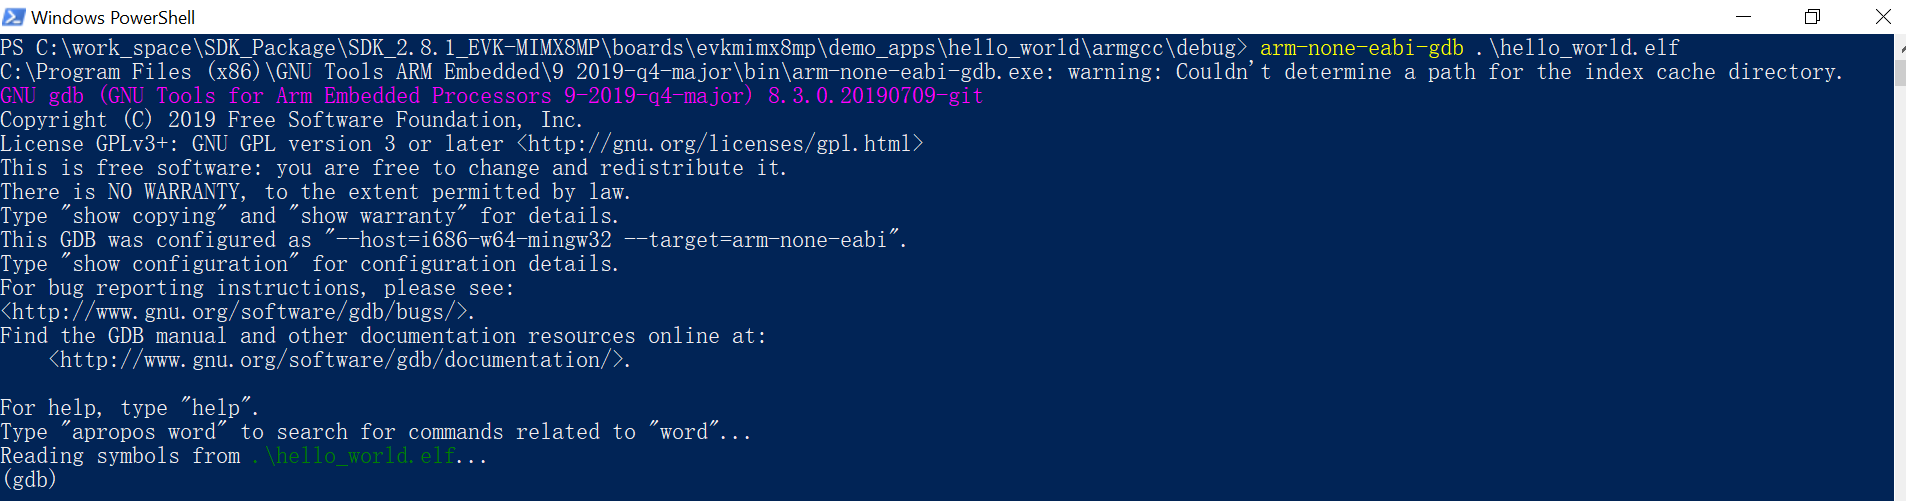 Windows PowerShell
PS C:\work_space\SDK_Package\SDK_2.8.1_EVK-MIMX8MP\boards\evkmimx8mp\demo_apps\hello_world\armgcc\debug> arm-none-eabi-gdb .\hello_world.elf
C:\Program Files (x86)\GNU Tools ARM Embedded\9 2019-q4-major\bin\arm-none-eabi-gdb.exe: warning: Couldn't determine a path for the index cache directory.
GNU gdb (GNU Tools for Arm Embedded Processors 9-2019-q4-major) 8.3.0.20190709-git
Copyright (C) 2019 Free Software Foundation, Inc.
License GPLv3+: GNU GPL version 3 or later <http://gnu.org/licenses/gpl.html>
This is free software: you are free to change and redistribute it.
There is NO WARRANTY, to the extent permitted by law.
Type "show copying" and "show warranty" for details.
This GDB was configured as "--host=i686-w64-mingw32 --target=arm-none-eabi".
Type "show configuration" for configuration details.
For bug reporting instructions, please see:
<http://www.gnu.org/software/gdb/bugs/>.
Find the GDB manual and other documentation resources online at:
    <http://www.gnu.org/software/gdb/documentation/>.

For help, type "help".
Type "apropos word" to search for commands related to "word"...
Reading symbols from .\hello_world.elf...
(gdb)